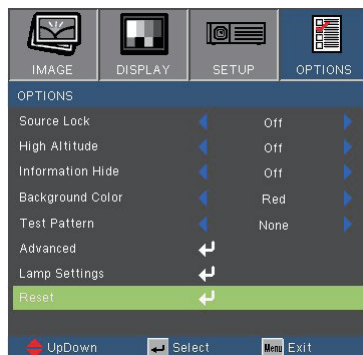 IMAGE DISPLAY SETUP OPTIONS
OPTIONS
Source Lock Off
High Altitude Off
Information Hide Off
Background Color Red
Test Pattern None
Advanced
Lamp Settings
Reset
UpDown Select Menu Exit